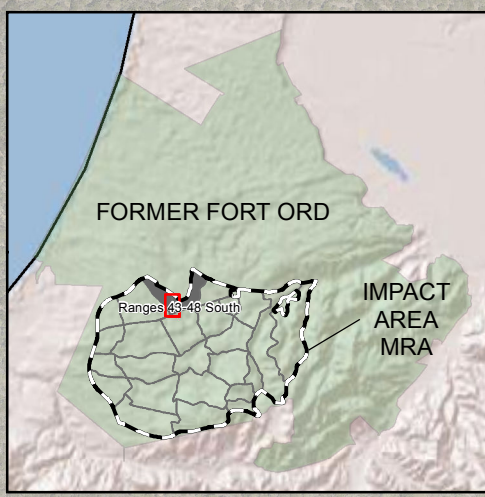 FORMER FORT ORD
Ranges 43-48 South
IMPACT
AREA
MRA